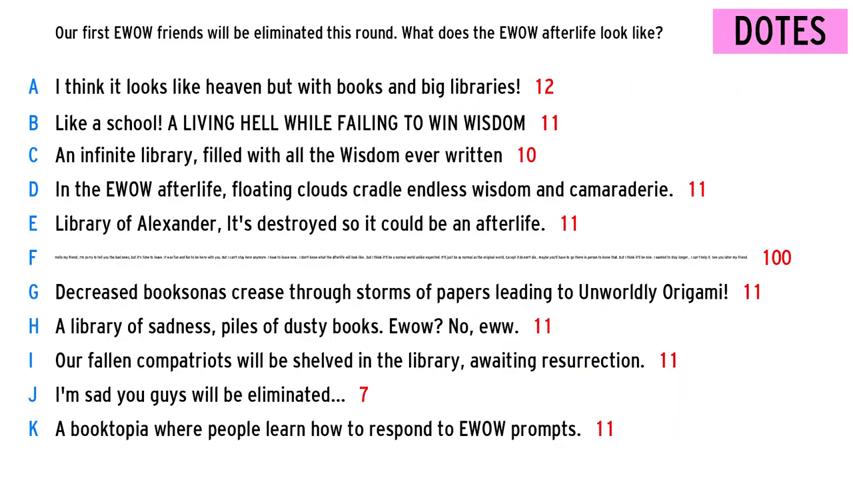 Our first EWOW friends will be eliminated this round. What does the EWOW afterlife look like?
DOTES
A I think it looks like heaven but with books and big libraries! 12
B Like a school! A LIVING HELL WHILE FAILING TO WIN WISDOM 11
C An infinite library, filled with all the Wisdom ever written 10
D In the EWOW afterlife, floating clouds cradle endless wisdom and camaraderie. 11
E Library of Alexander, It's destroyed so it could be an afterlife. 11
F 100
G Decreased booksonas crease through storms of papers leading to Unworldly Origami! 11
H A library of sadness, piles of dusty books. Ewow? No, eww. 11
I Our fallen compatriots will be shelved in the library, awaiting resurrection. 11
J I'm sad you guys will be eliminated... 7
K A booktopia where people learn how to respond to EWOW prompts. 11